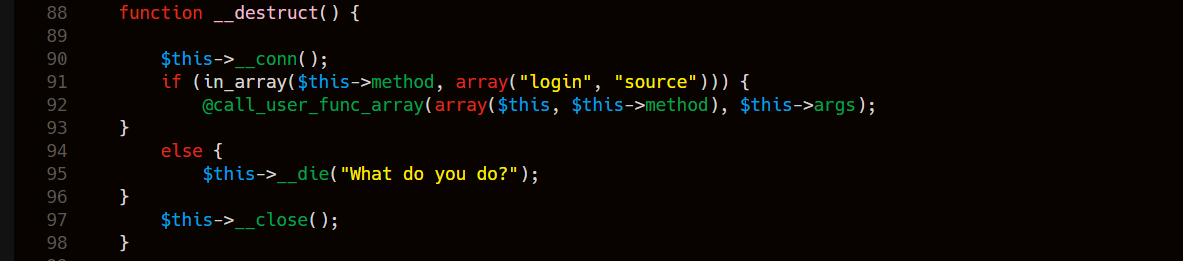 88 function __destruct() {
89
90 $this->__conn();
91 if (in_array($this->method, array("login", "source"))) {
92 @call_user_func_array(array($this, $this->method), $this->args);
93 }
94 else {
95 $this->__die("What do you do?");
96 }
97 $this->__close();
98 }